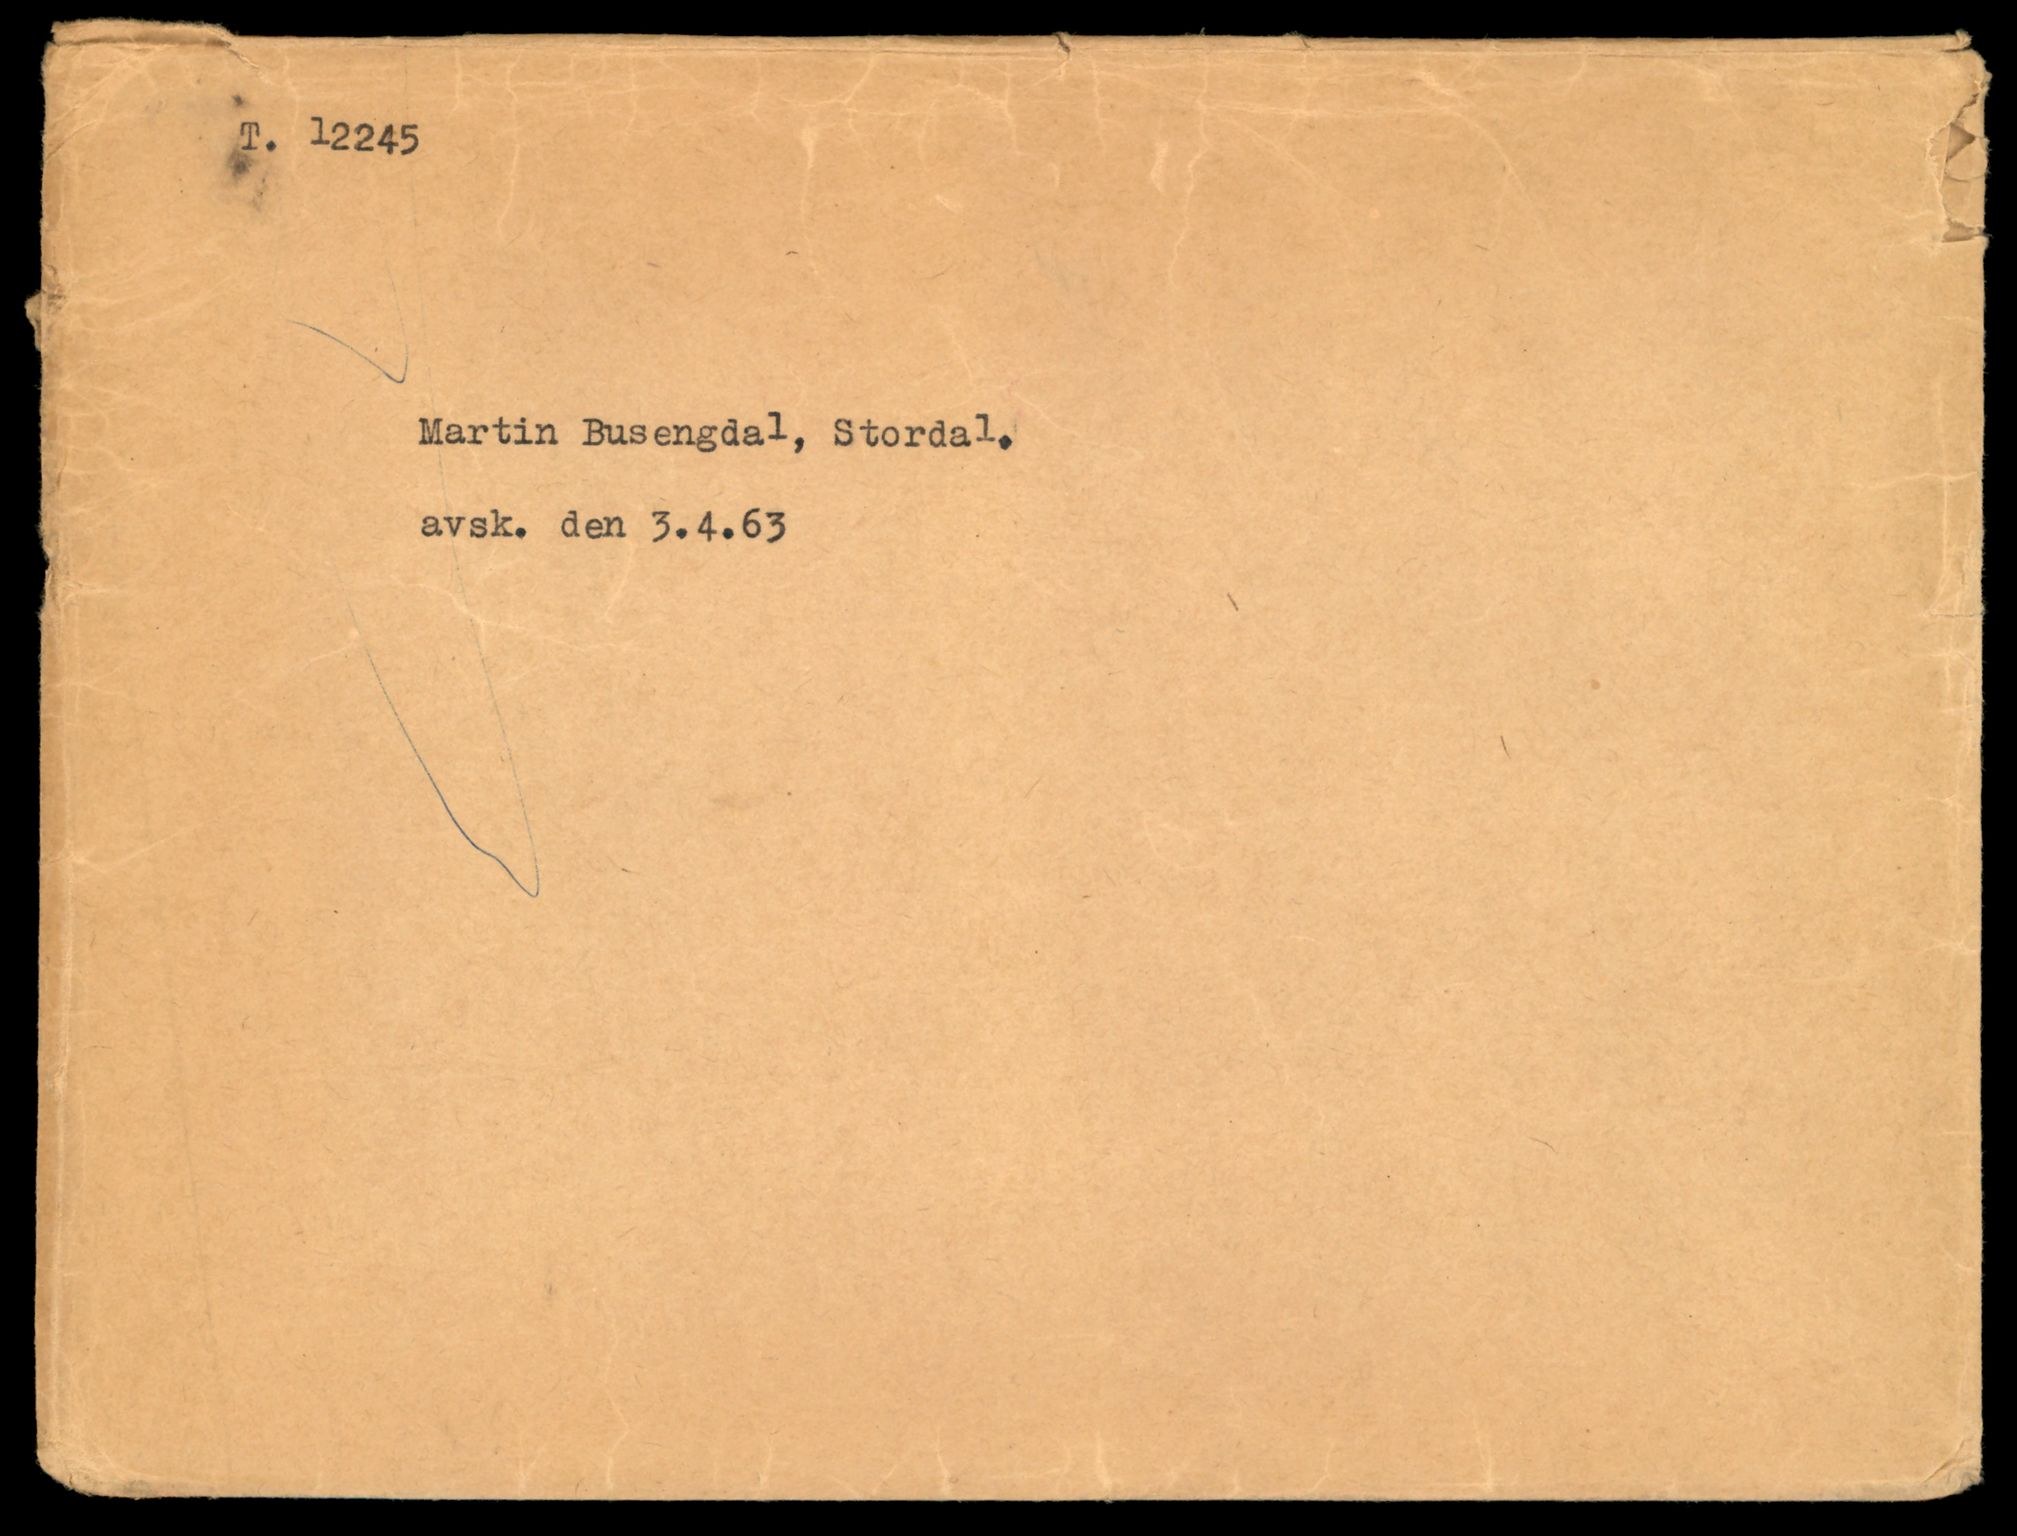 T. 12245
Martin Busengdal, Stordal.
avsk. den 3.4.63